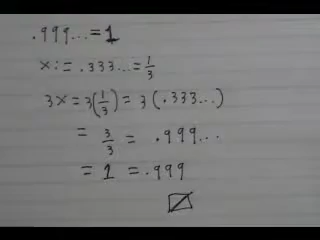 .999... = 1
x := .333... = 1/3
3x = 3(1/3) = 3(.333...)
= 3/3 = .999...
= 1 = .999